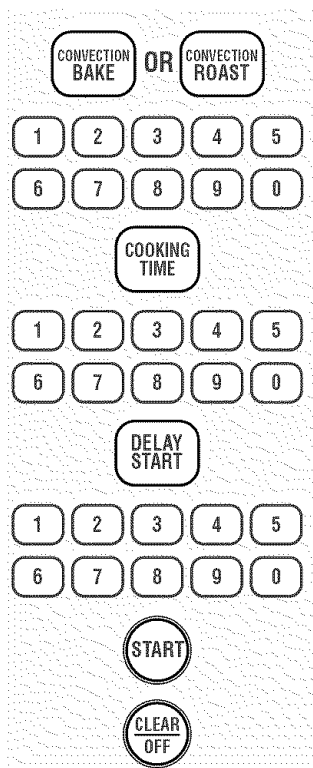 CONVECTION BAKE OR CONVECTION ROAST
1 2 3 4 5
6 7 8 9 0
COOKING
TIME
1 2 3 4 5
6 7 8 9 0
DELAY
START
1 2 3 4 5
6 7 8 9 0
START
CLEAR
OFF